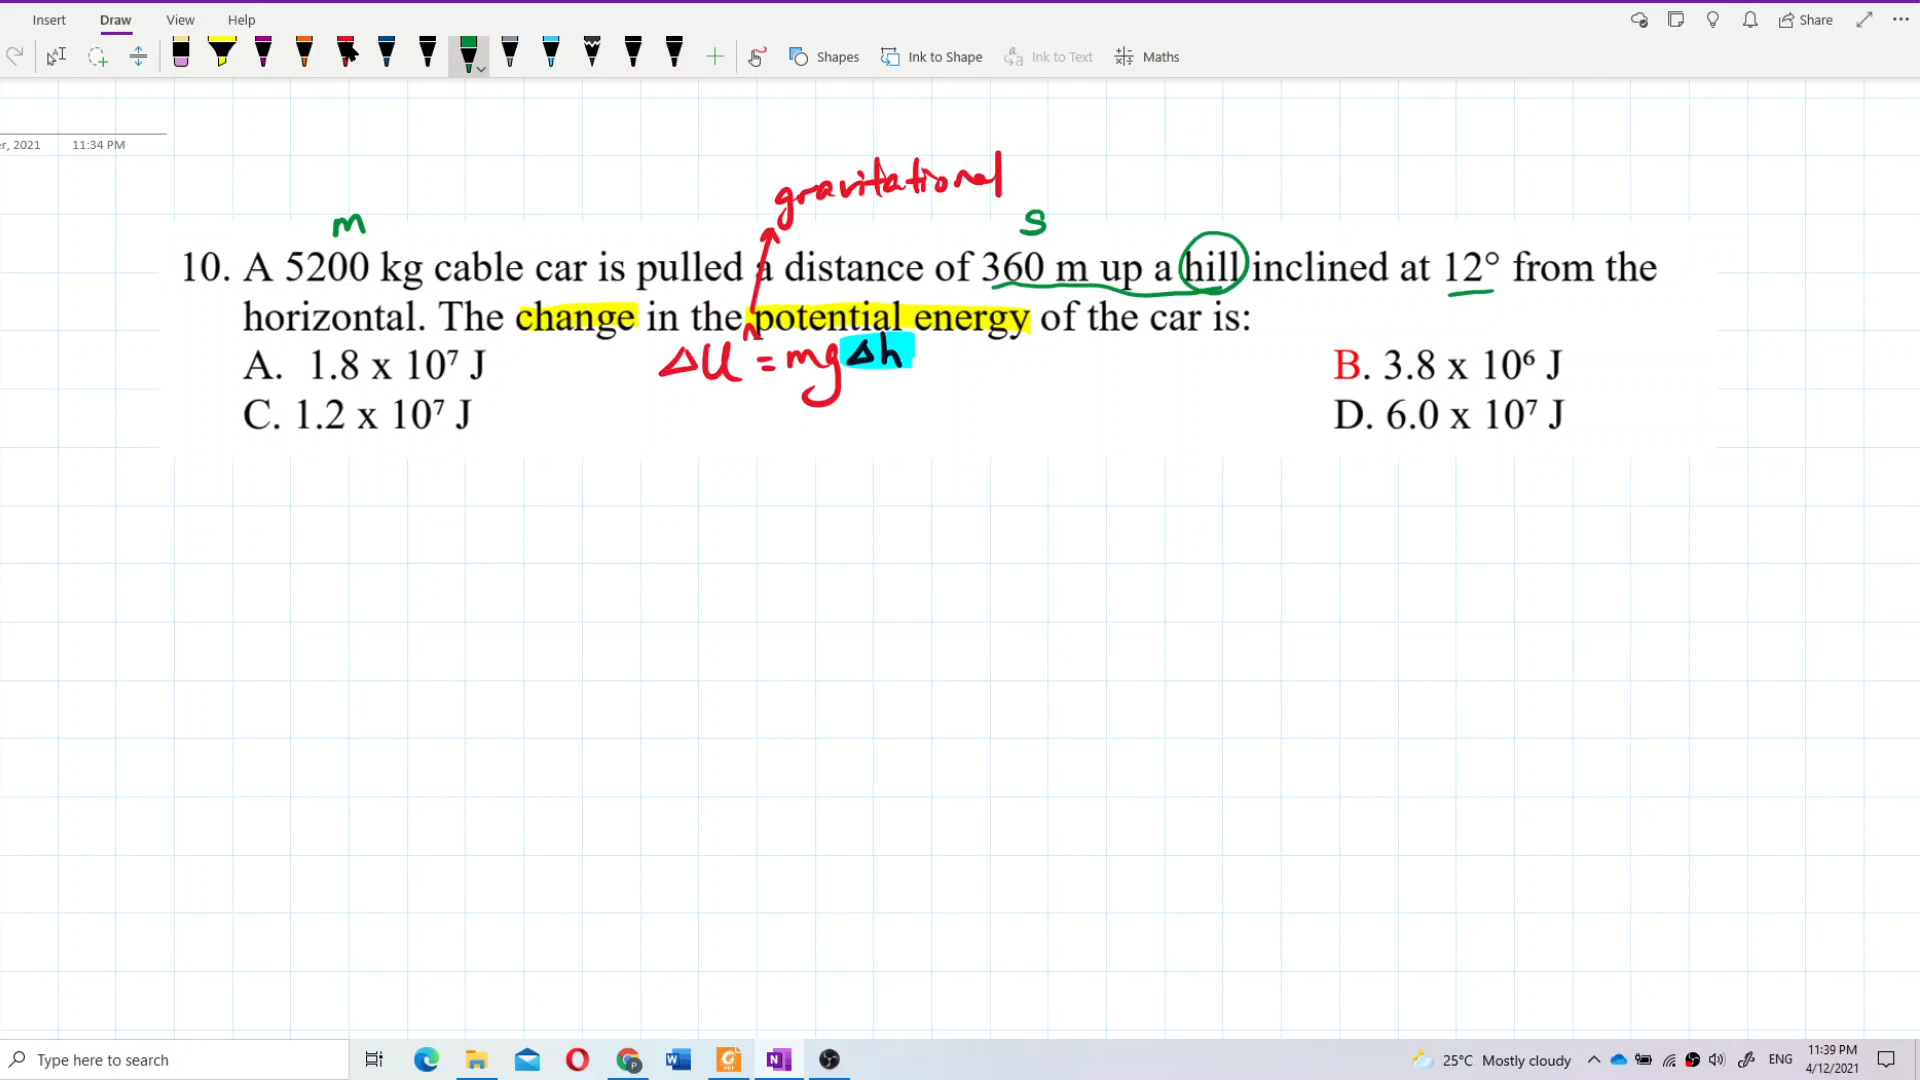 Insert Draw View Help Share
Shapes Ink to Shape Ink to Text Maths
er, 2021 11:34 PM
gravitational
m s
10. A 5200 kg cable car is pulled a distance of 360 m up a hill inclined at 12° from the
horizontal. The change in the potential energy of the car is:
ΔU = mgΔh
A. 1.8 x 10⁷ J B. 3.8 x 10⁶ J
C. 1.2 x 10⁷ J D. 6.0 x 10⁷ J
Type here to search 25°C Mostly cloudy ENG 11:39 PM
4/12/2021